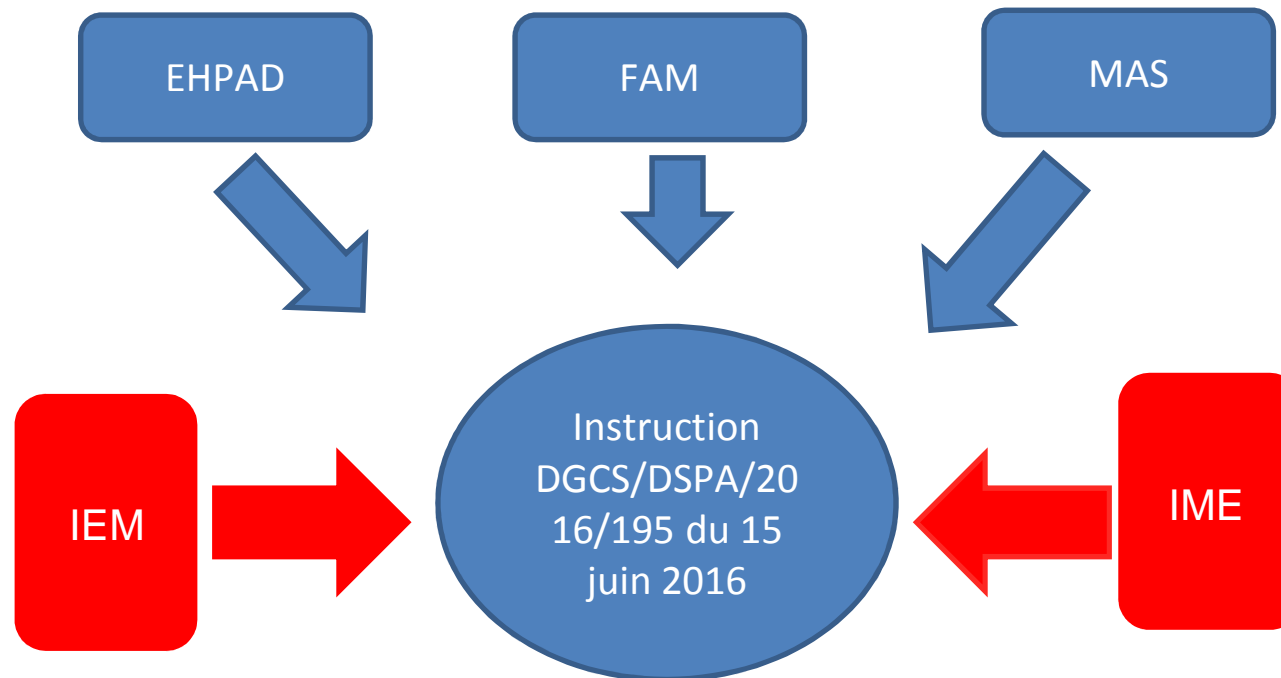 EHPAD
FAM
MAS
IEM
Instruction
DGCS/DSPA/20
16/195 du 15
juin 2016
IME